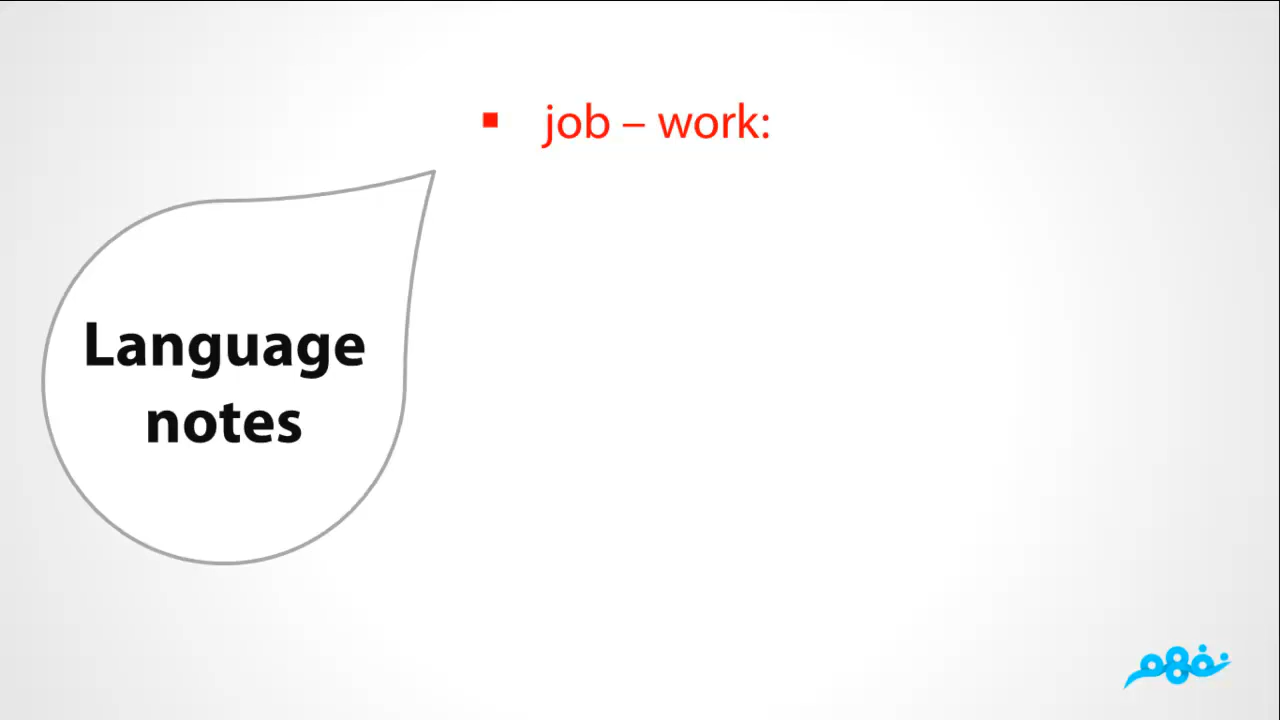 job – work:
Language
notes
نفهم